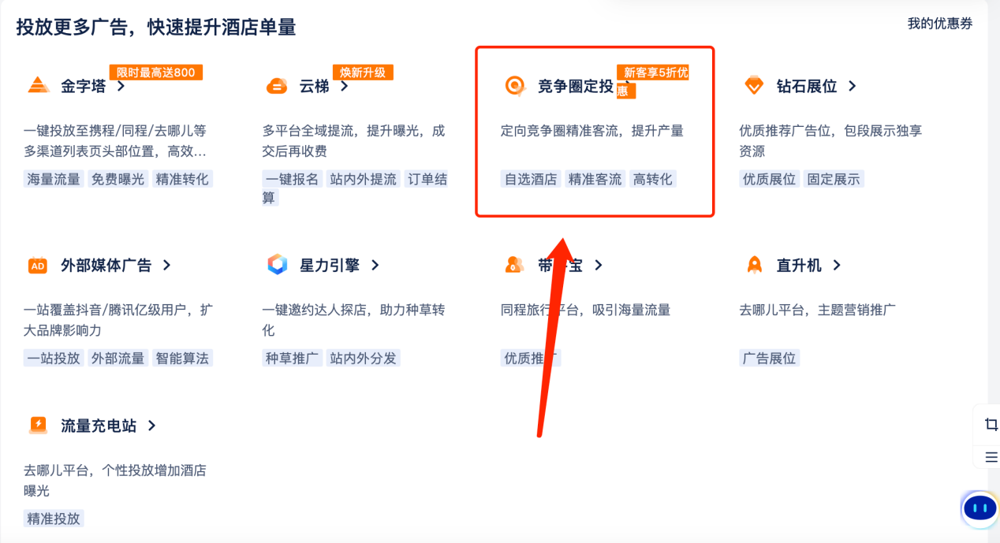 投放更多广告，快速提升酒店单量
我的优惠券
金字塔
限时最高送800
一键投放至携程/同程/去哪儿等
多渠道列表页头部位置，高效...
海量流量 免费曝光 精准转化
云梯
焕新升级
多平台全域提流，提升曝光，成
交后再收费
一键报名 站内外提流 订单结
算
竞争圈定投
新客享5折优
惠
定向竞争圈精准客流，提升产量
自选酒店 精准客流 高转化
钻石展位
优质推荐广告位，包段展示独享
资源
优质展位 固定展示
AD
外部媒体广告
一站覆盖抖音/腾讯亿级用户，扩
大品牌影响力
一站投放 外部流量 智能算法
星力引擎
一键邀约达人探店，助力种草转
化
种草推广 站内外分发
带 宝
同程旅行平台，吸引海量流量
优质推
直升机
去哪儿平台，主题营销推广
广告展位
流量充电站
去哪儿平台，个性投放增加酒店
曝光
精准投放